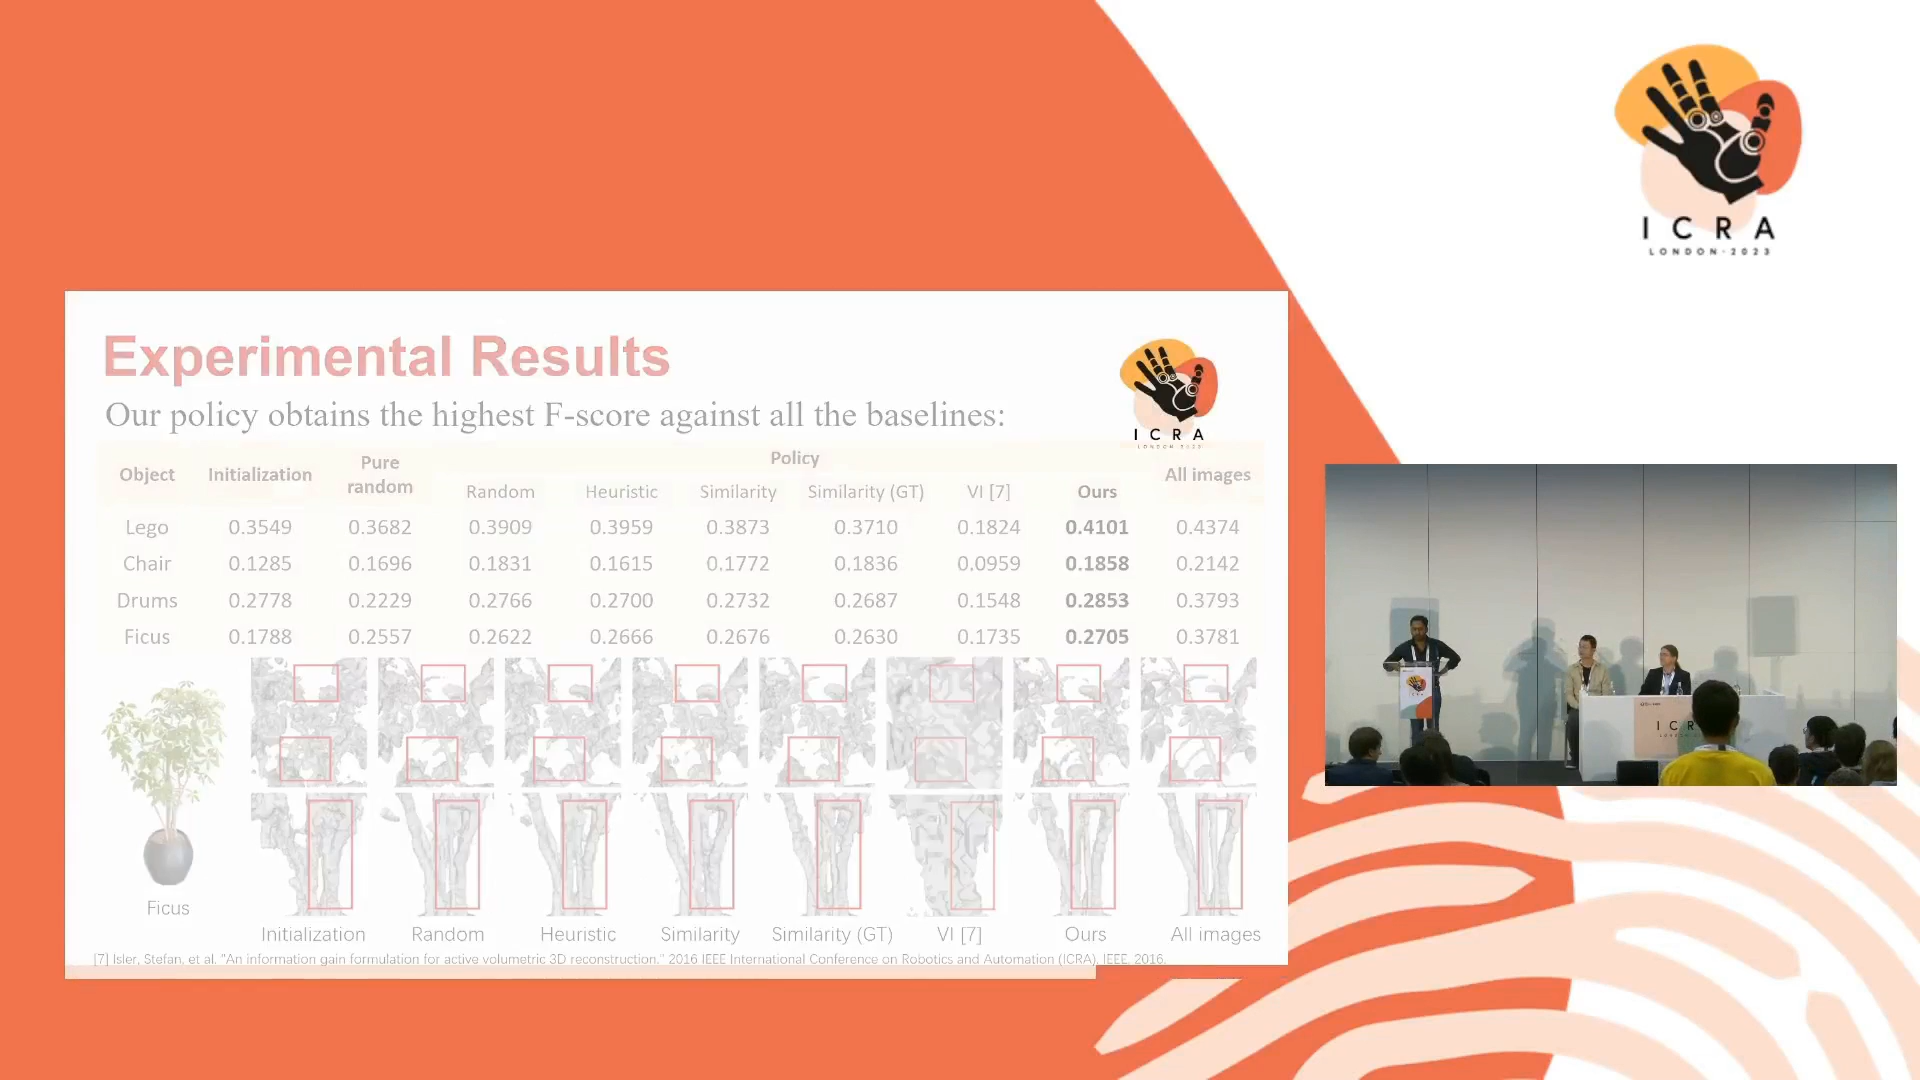 ICRA
LONDON·2023
Experimental Results
ICRA
Our policy obtains the highest F-score against all the baselines:
Object Initialization Pure random Policy All images
Random Heuristic Similarity Similarity (GT) VI [7] Ours
Lego 0.3549 0.3682 0.3909 0.3959 0.3873 0.3710 0.1824 0.4101 0.4374
Chair 0.1285 0.1696 0.1831 0.1615 0.1772 0.1836 0.0959 0.1858 0.2142
Drums 0.2778 0.2229 0.2766 0.2700 0.2732 0.2687 0.1548 0.2853 0.3793
Ficus 0.1788 0.2557 0.2622 0.2666 0.2676 0.2630 0.1735 0.2705 0.3781
Ficus
Initialization Random Heuristic Similarity Similarity (GT) VI [7] Ours All images
[7] Isler, Stefan, et al. "An information gain formulation for active volumetric 3D reconstruction." 2016 IEEE International Conference on Robotics and Automation (ICRA). IEEE, 2016.